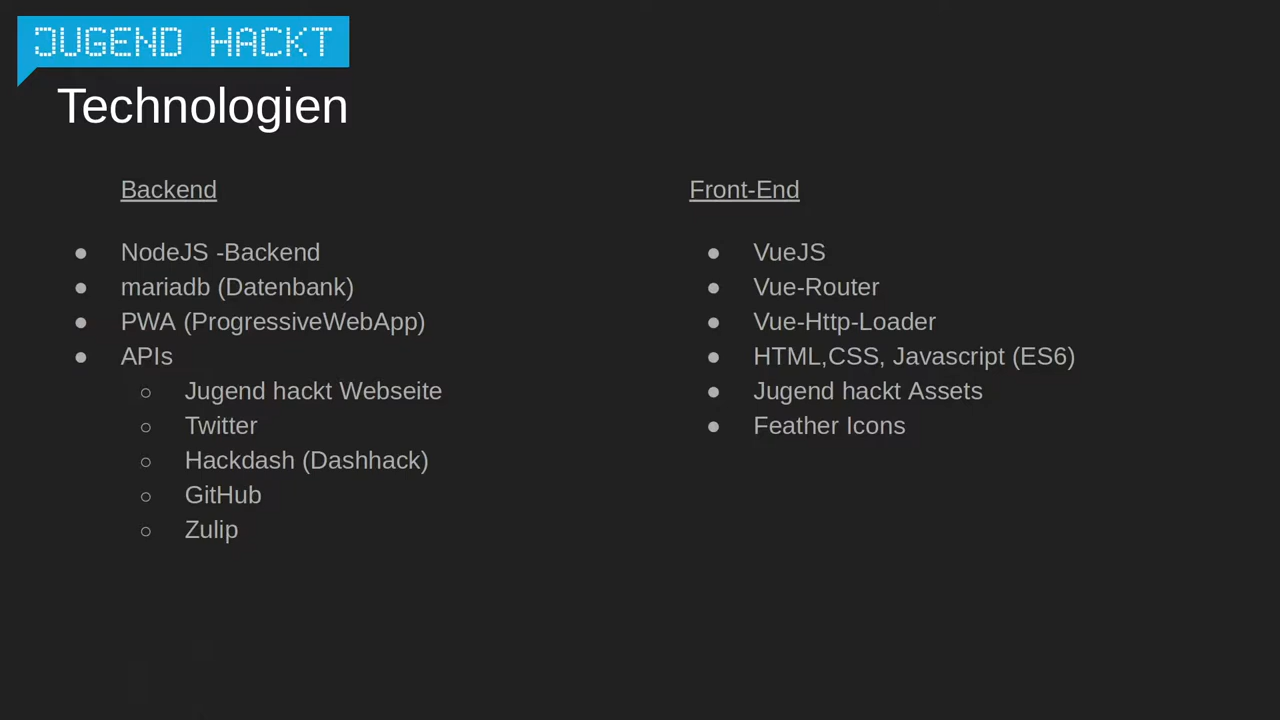 JUGEND HACKT
Technologien
Backend
● NodeJS -Backend
● mariadb (Datenbank)
● PWA (ProgressiveWebApp)
● APIs
○ Jugend hackt Webseite
○ Twitter
○ Hackdash (Dashhack)
○ GitHub
○ Zulip
Front-End
● VueJS
● Vue-Router
● Vue-Http-Loader
● HTML,CSS, Javascript (ES6)
● Jugend hackt Assets
● Feather Icons